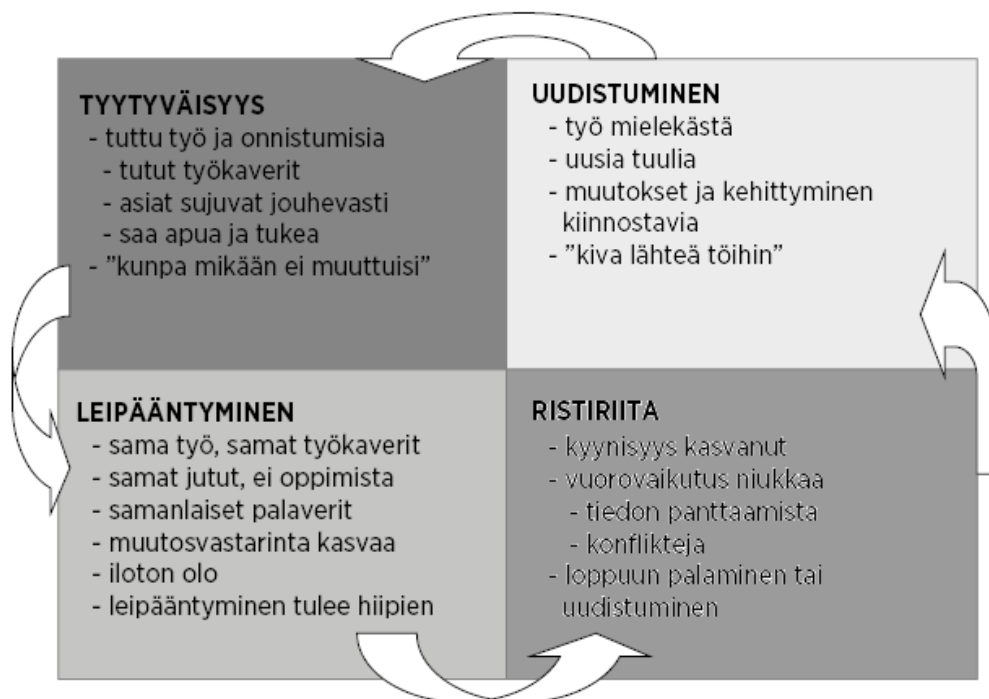 TYYTYVÄISYYS
- tuttu työ ja onnistumisia
- tutut työkaverit
- asiat sujuvat jouhevasti
- saa apua ja tukea
- ”kunpa mikään ei muuttuisi”
UUDISTUMINEN
- työ mielekästä
- uusia tuulia
- muutokset ja kehittyminen
kiinnostavia
- ”kiva lähteä töihin”
LEIPÄÄNTYMINEN
- sama työ, samat työkaverit
- samat jutut, ei oppimista
- samanlaiset palaverit
- muutosvastarinta kasvaa
- iloton olo
- leipääntyminen tulee hiipien
RISTIRIITA
- kyynisyys kasvanut
- vuorovaikutus niukkaa
- tiedon panttaamista
- konflikteja
- loppuun palaminen tai
uudistuminen